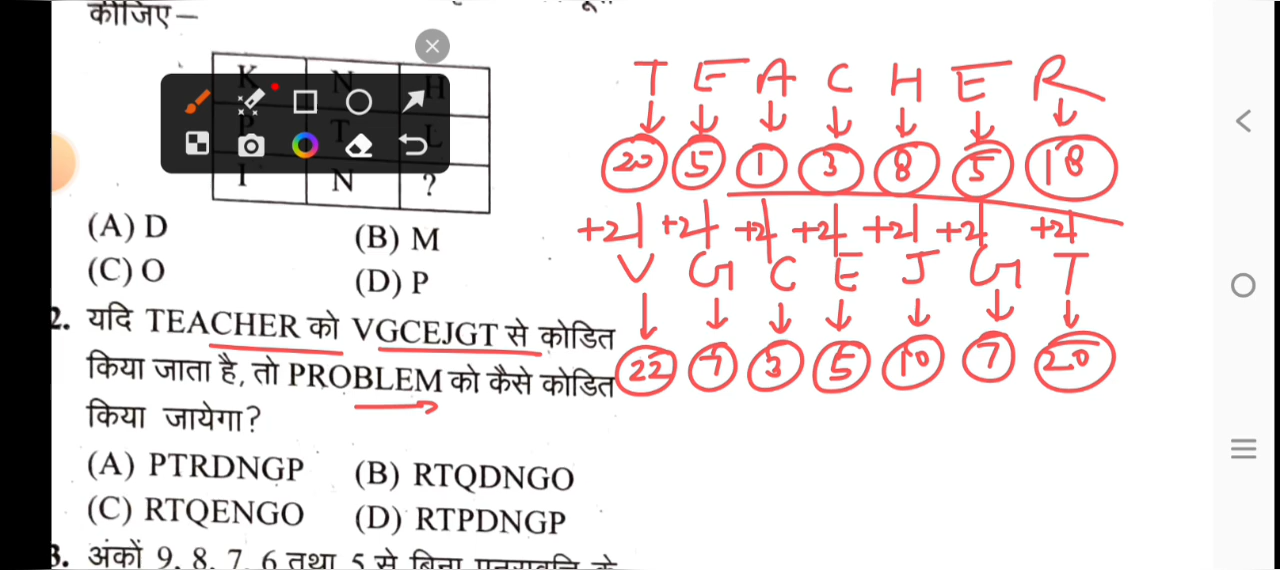 कीजिए–
K N H
P T L
I N ?
(A) D (B) M
(C) O (D) P
2. यदि TEACHER को VGCEJGT से कोडित
किया जाता है, तो PROBLEM को कैसे कोडित
किया जायेगा?
(A) PTRDNGP (B) RTQDNGO
(C) RTQENGO (D) RTPDNGP
3. अंकों 9, 8, 7, 6 तथा 5 से बिना
T E A C H E R
20 5 1 3 8 5 18
+2 +2 +2 +2 +2 +2 +2
V G C E J G T
22 7 3 5 10 7 20